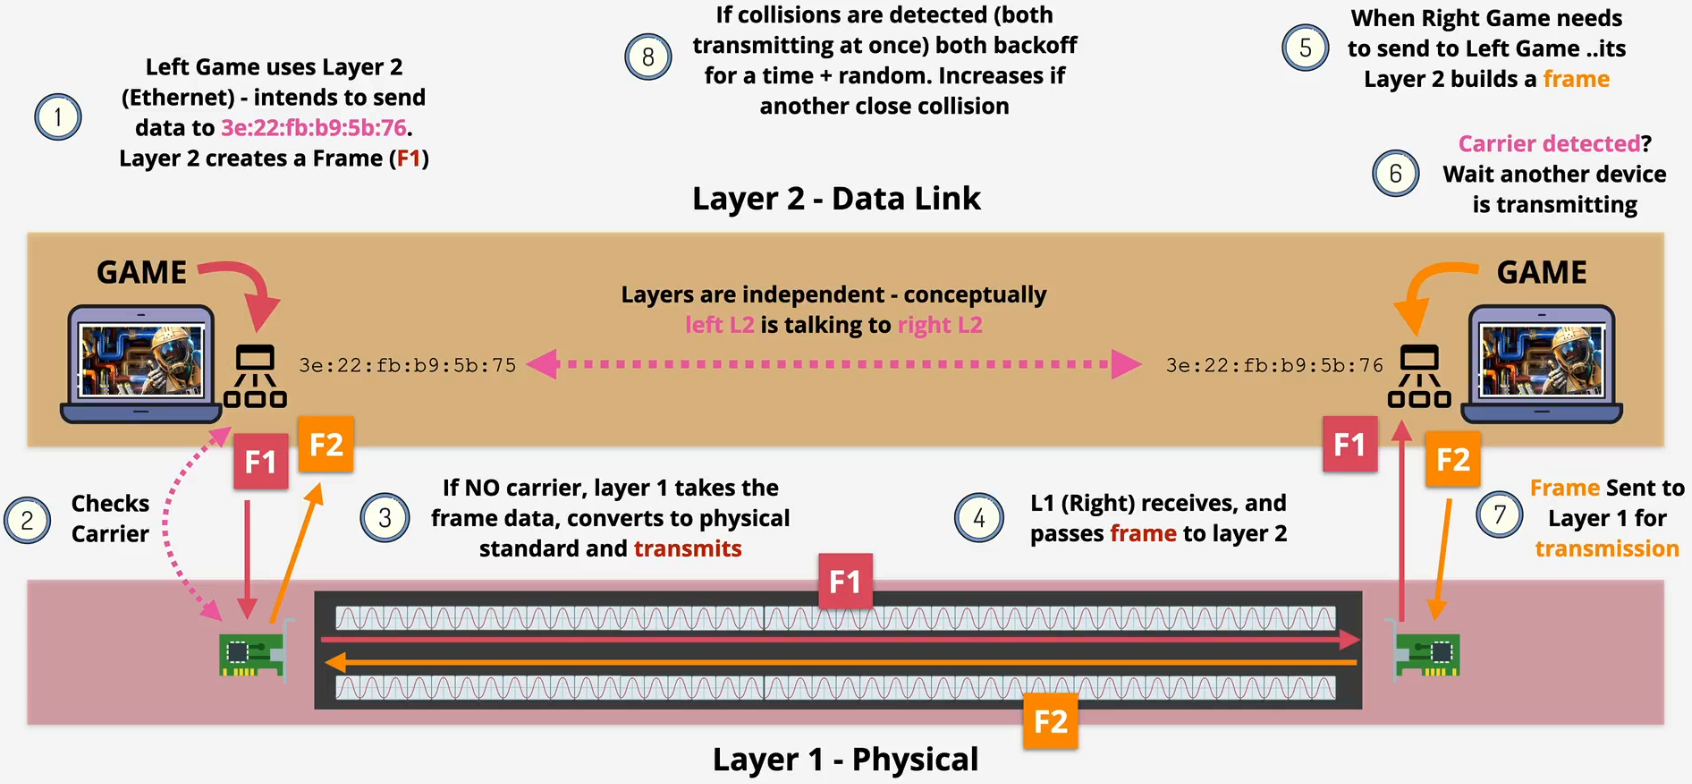 1
Left Game uses Layer 2
(Ethernet) - intends to send
data to 3e:22:fb:b9:5b:76.
Layer 2 creates a Frame (F1)
8
If collisions are detected (both
transmitting at once) both backoff
for a time + random. Increases if
another close collision
5
When Right Game needs
to send to Left Game ..its
Layer 2 builds a frame
6
Carrier detected?
Wait another device
is transmitting
Layer 2 - Data Link
GAME
GAME
Layers are independent - conceptually
left L2 is talking to right L2
3e:22:fb:b9:5b:75
3e:22:fb:b9:5b:76
F1
F2
F1
F2
2
Checks
Carrier
3
If NO carrier, layer 1 takes the
frame data, converts to physical
standard and transmits
4
L1 (Right) receives, and
passes frame to layer 2
7
Frame Sent to
Layer 1 for
transmission
F1
F2
Layer 1 - Physical